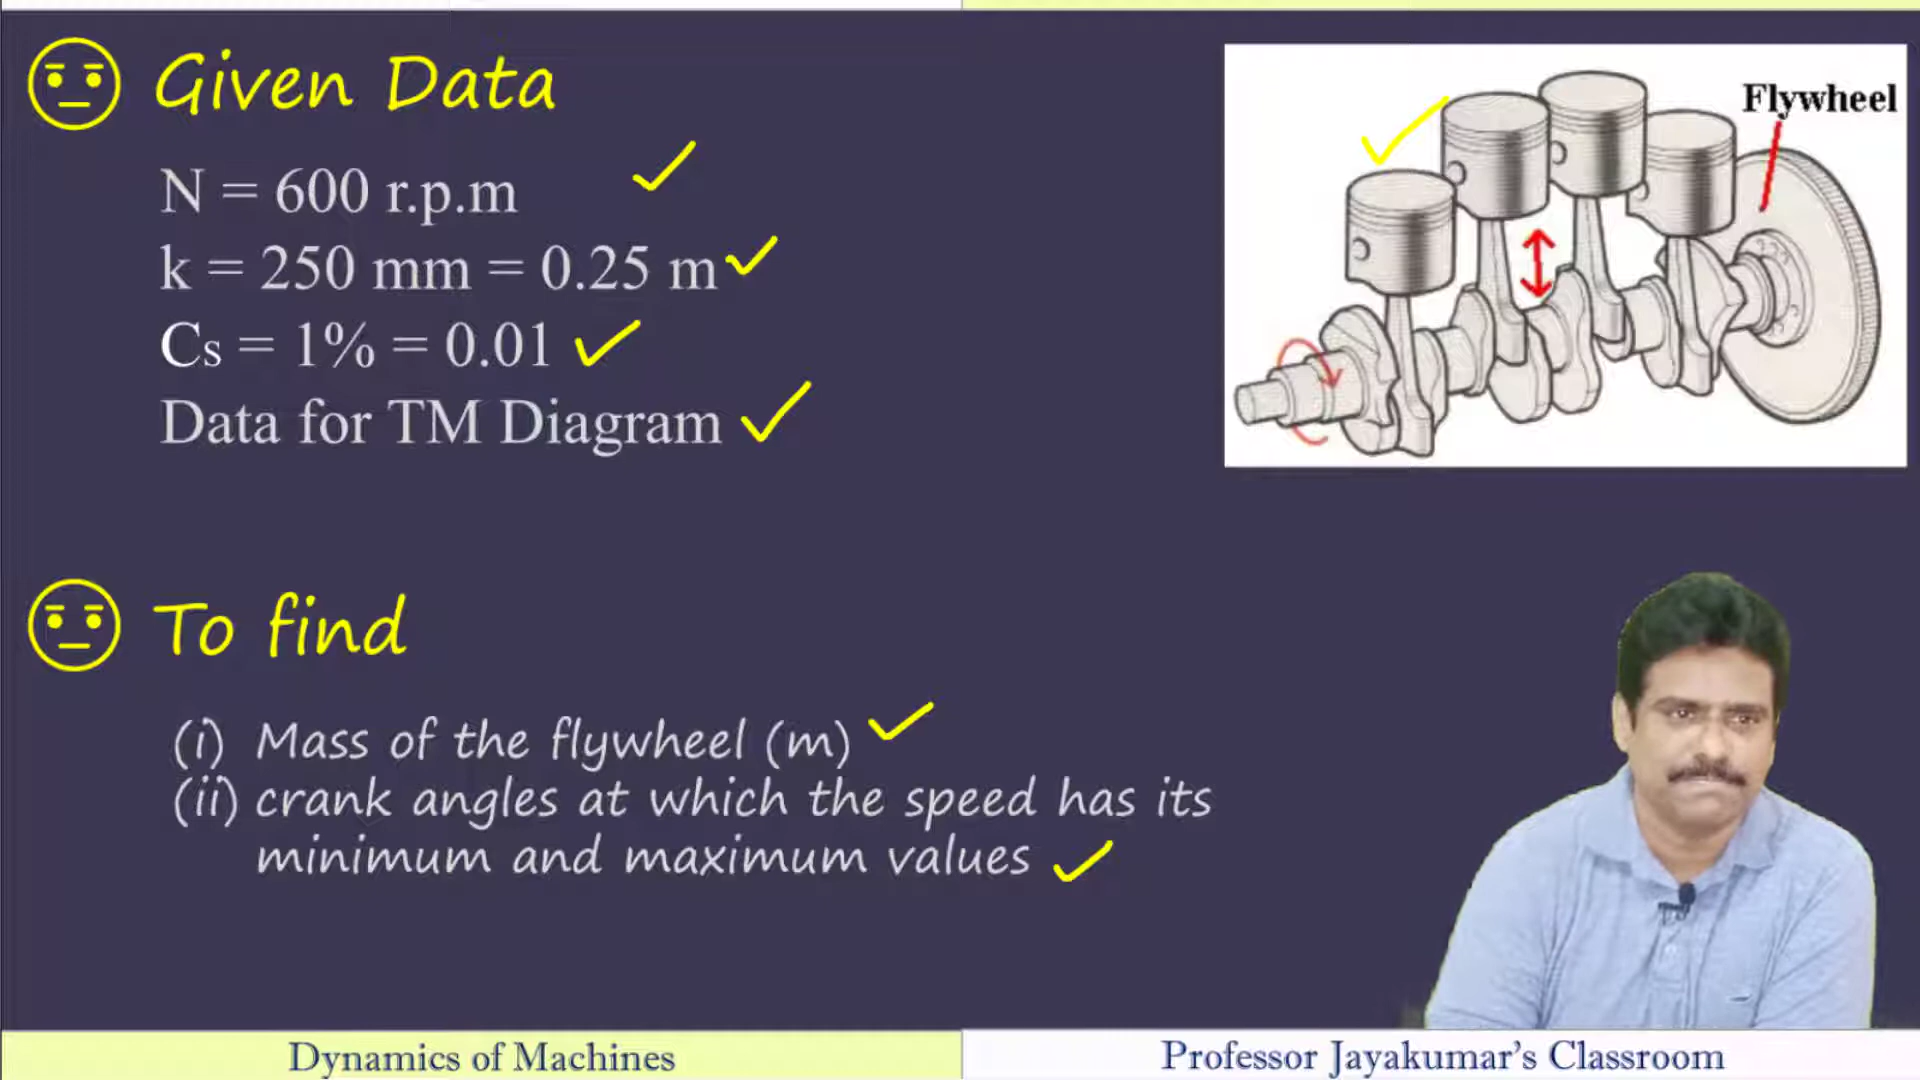 Given Data
N = 600 r.p.m
k = 250 mm = 0.25 m
Cs = 1% = 0.01
Data for TM Diagram
Flywheel
To find
(i) Mass of the flywheel (m)
(ii) crank angles at which the speed has its
minimum and maximum values
Dynamics of Machines
Professor Jayakumar's Classroom